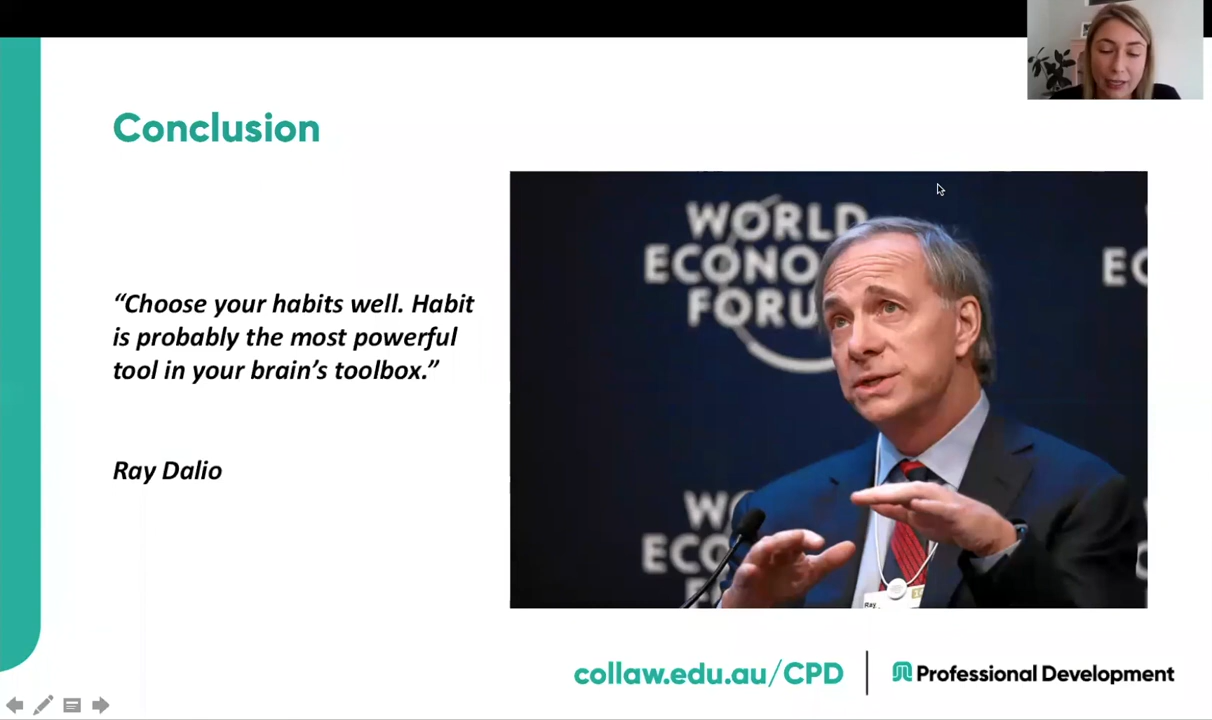 Conclusion
“Choose your habits well. Habit
is probably the most powerful
tool in your brain’s toolbox.”
Ray Dalio
WORLD
ECONO
FORU
E
W
ECO
F
Ray
collaw.edu.au/CPD
Professional Development